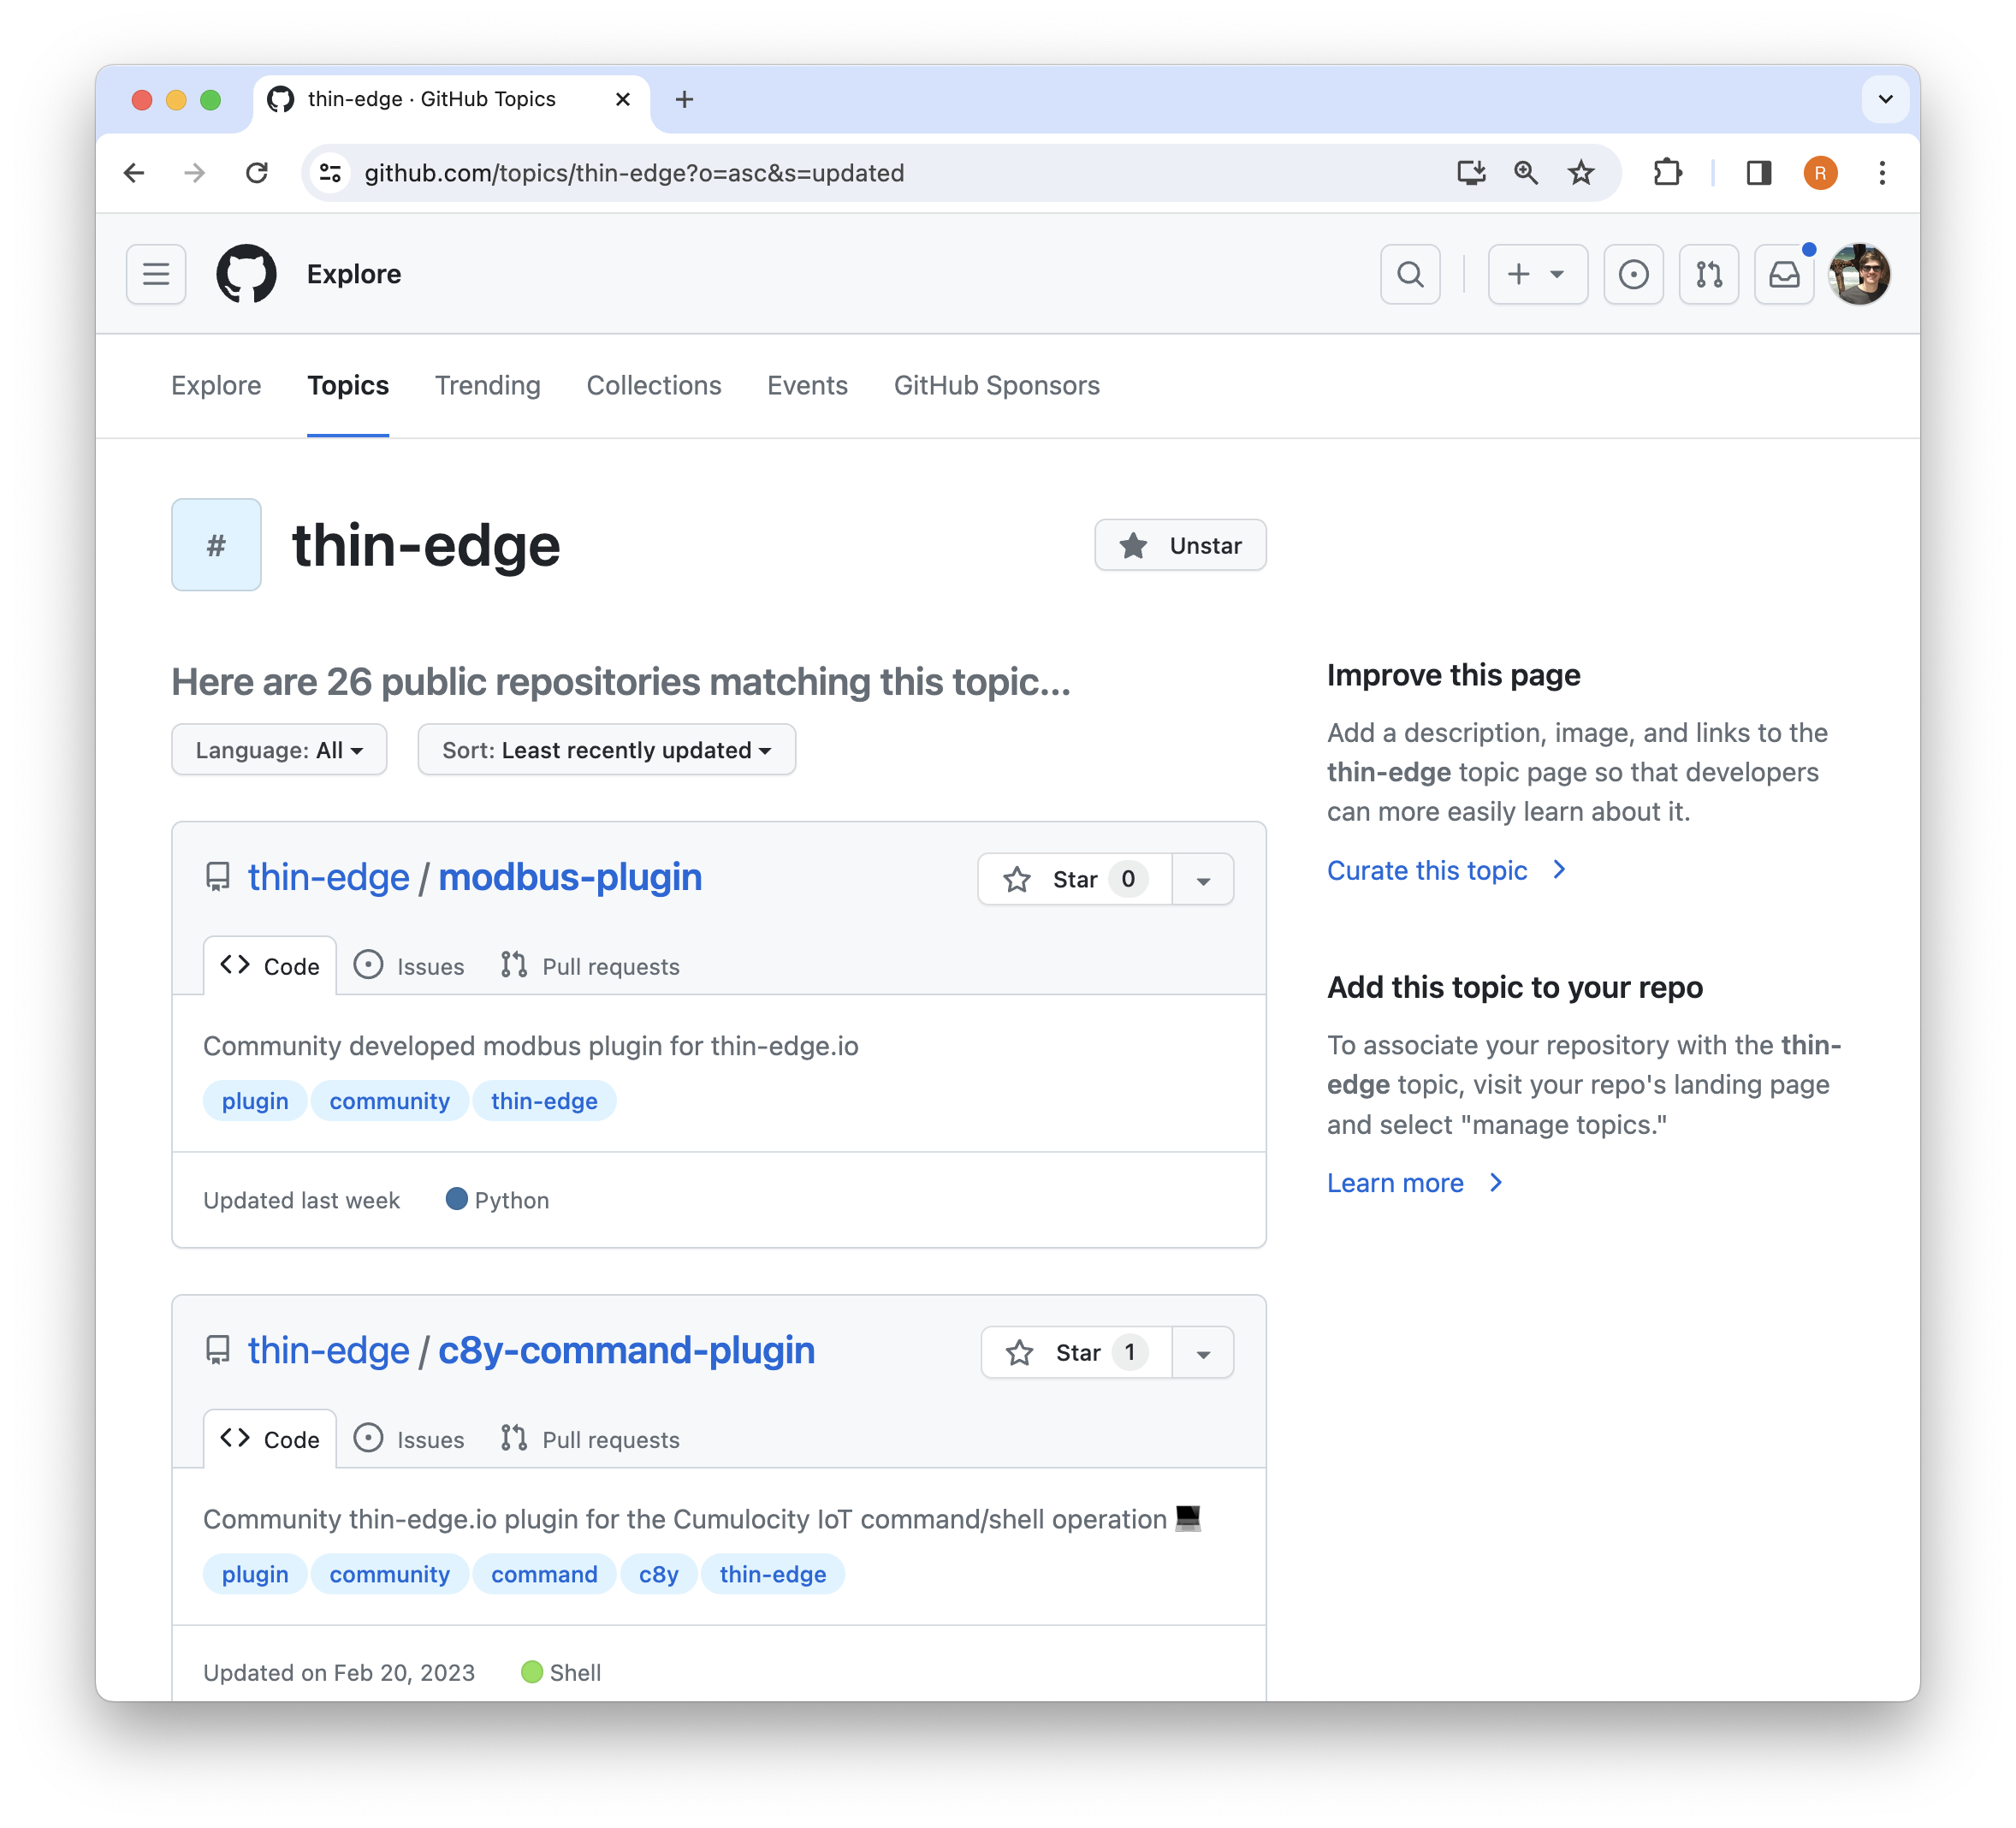 thin-edge · GitHub Topics
github.com/topics/thin-edge?o=asc&s=updated
R
Explore
Explore Topics Trending Collections Events GitHub Sponsors
# thin-edge
Unstar
Here are 26 public repositories matching this topic...
Language: All Sort: Least recently updated
thin-edge / modbus-plugin
Star 0
Code Issues Pull requests
Community developed modbus plugin for thin-edge.io
plugin community thin-edge
Updated last week Python
thin-edge / c8y-command-plugin
Star 1
Code Issues Pull requests
Community thin-edge.io plugin for the Cumulocity IoT command/shell operation 💻
plugin community command c8y thin-edge
Updated on Feb 20, 2023 Shell
Improve this page
Add a description, image, and links to the
thin-edge topic page so that developers
can more easily learn about it.
Curate this topic
Add this topic to your repo
To associate your repository with the thin-
edge topic, visit your repo's landing page
and select "manage topics."
Learn more